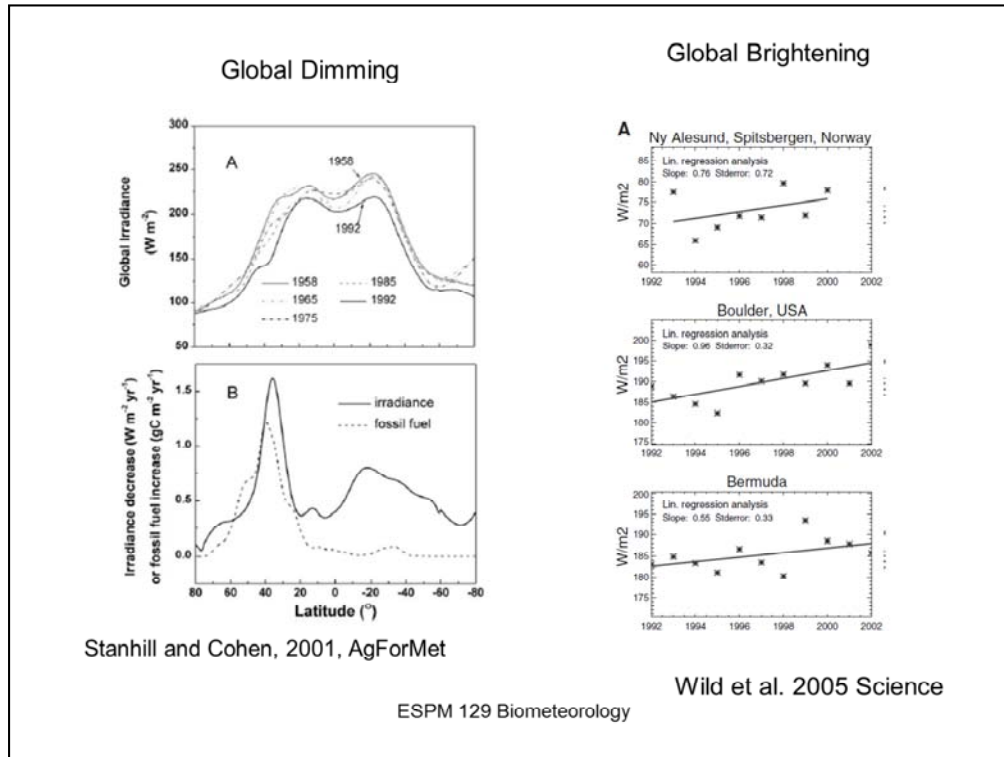 Global Dimming
Global Brightening
300
250
200
150
100
50
Global Irradiance
(W m⁻²)
A
1958
1992
1958
1965
1975
1985
1992
1.5
1.0
0.5
0.0
Irradiance decrease (W m⁻² yr⁻¹)
or fossil fuel increase (gC m⁻² yr⁻¹)
B
irradiance
fossil fuel
80 60 40 20 0 -20 -40 -60 -80
Latitude (°)
Stanhill and Cohen, 2001, AgForMet
A
Ny Alesund, Spitsbergen, Norway
Lin. regression analysis
Slope: 0.76 Stderror: 0.72
W/m2
85
80
75
70
65
60
1992 1994 1996 1998 2000 2002
Boulder, USA
Lin. regression analysis
Slope: 0.96 Stderror: 0.32
W/m2
200
195
190
185
180
175
1992 1994 1996 1998 2000 2002
Bermuda
Lin. regression analysis
Slope: 0.55 Stderror: 0.33
W/m2
200
195
190
185
180
175
1992 1994 1996 1998 2000 2002
Wild et al. 2005 Science
ESPM 129 Biometeorology